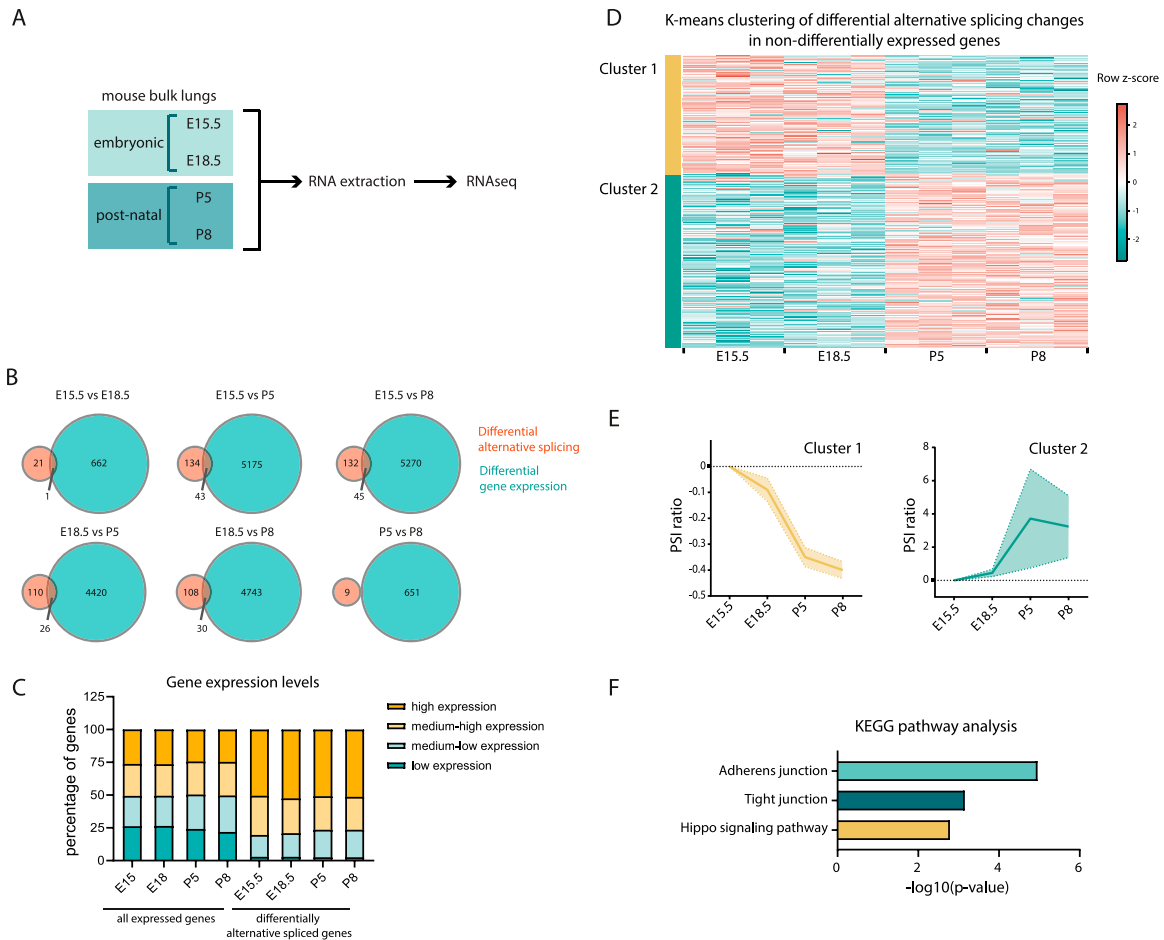 A
mouse bulk lungs
embryonic
E15.5
E18.5
post-natal
P5
P8
RNA extraction
RNAseq
B
E15.5 vs E18.5
21
662
1
E15.5 vs P5
134
5175
43
E15.5 vs P8
132
5270
45
Differential
alternative splicing
Differential
gene expression
E18.5 vs P5
110
4420
26
E18.5 vs P8
108
4743
30
P5 vs P8
9
651
C
Gene expression levels
percentage of genes
125
100
75
50
25
0
E15
E18
P5
P8
E15.5
E18.5
P5
P8
all expressed genes
differentially
alternative spliced genes
high expression
medium-high expression
medium-low expression
low expression
D
K-means clustering of differential alternative splicing changes
in non-differentially expressed genes
Cluster 1
Cluster 2
E15.5
E18.5
P5
P8
Row z-score
2
1
0
-1
-2
E
Cluster 1
PSI ratio
0
-0.1
-0.2
-0.3
-0.4
-0.5
E15.5
E18.5
P5
P8
Cluster 2
PSI ratio
8
6
4
2
0
E15.5
E18.5
P5
P8
F
KEGG pathway analysis
Adherens junction
Tight junction
Hippo signaling pathway
0
2
4
6
-log10(p-value)